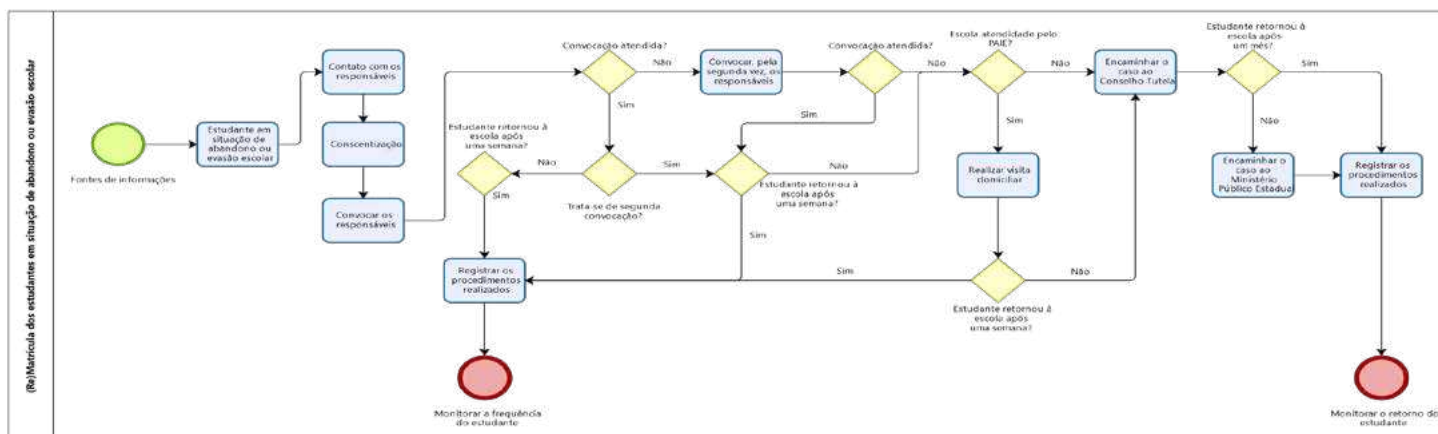 (Re)Matrícula dos estudantes em situação de abandono ou evasão escolar
Fontes de informações
Estudante em
situação de
abandono ou
evasão escolar
Contato com os
responsáveis
Conscentização
Convocar os
responsáveis
Convocação atendida?
Não
Sim
Convocar, pela
segunda vez, os
responsáveis
Convocação atendida?
Não
Sim
Trata-se de segunda
convocação?
Não
Sim
Estudante retornou à
escola após
uma semana?
Sim
Estudante retornou à
escola após
uma semana?
Não
Sim
Registrar os
procedimentos
realizados
Monitorar a frequência
do estudante
Escola atendidade pelo
PAIE?
Não
Sim
Realizar visita
domiciliar
Estudante retornou à
escola após
uma semana?
Sim
Não
Encaminhar o
caso ao
Conselho Tutela
Estudante retornou à
escola após
um mês?
Sim
Não
Encaminhar o
caso ao
Ministério
Público Estadua
Registrar os
procedimentos
realizados
Monitorar o retorno do
estudante